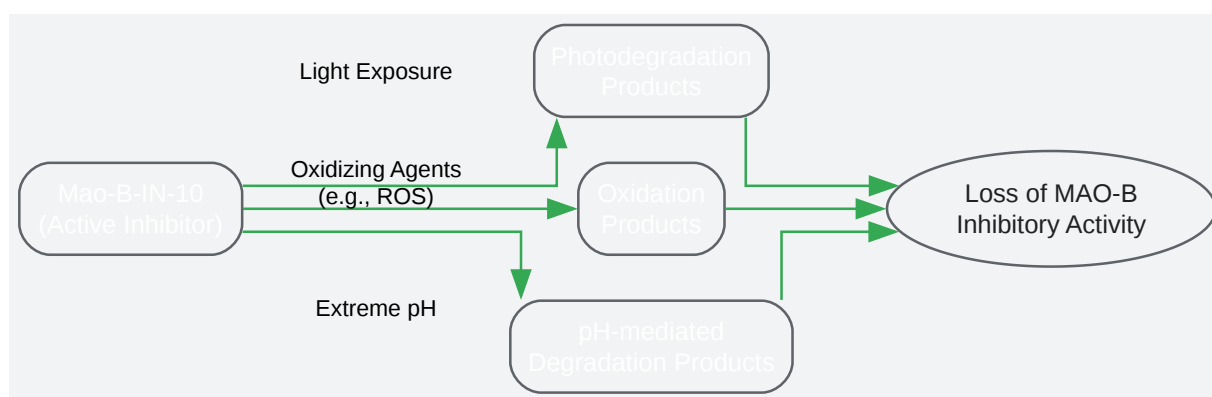 Light Exposure
Photodegradation
Products
Mao-B-IN-10
(Active Inhibitor)
Oxidizing Agents
(e.g., ROS)
Oxidation
Products
Loss of MAO-B
Inhibitory Activity
Extreme pH
pH-mediated
Degradation Products